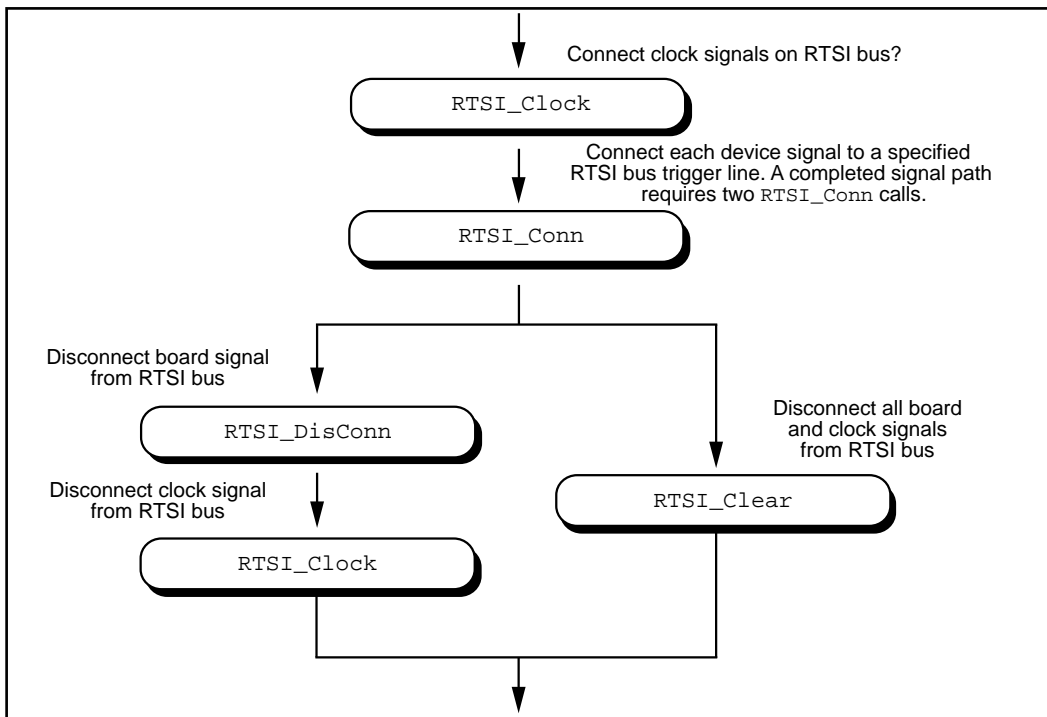 Connect clock signals on RTSI bus?
RTSI_Clock
Connect each device signal to a specified
RTSI bus trigger line. A completed signal path
requires two RTSI_Conn calls.
RTSI_Conn
Disconnect board signal
from RTSI bus
RTSI_DisConn
Disconnect clock signal
from RTSI bus
RTSI_Clock
Disconnect all board
and clock signals
from RTSI bus
RTSI_Clear